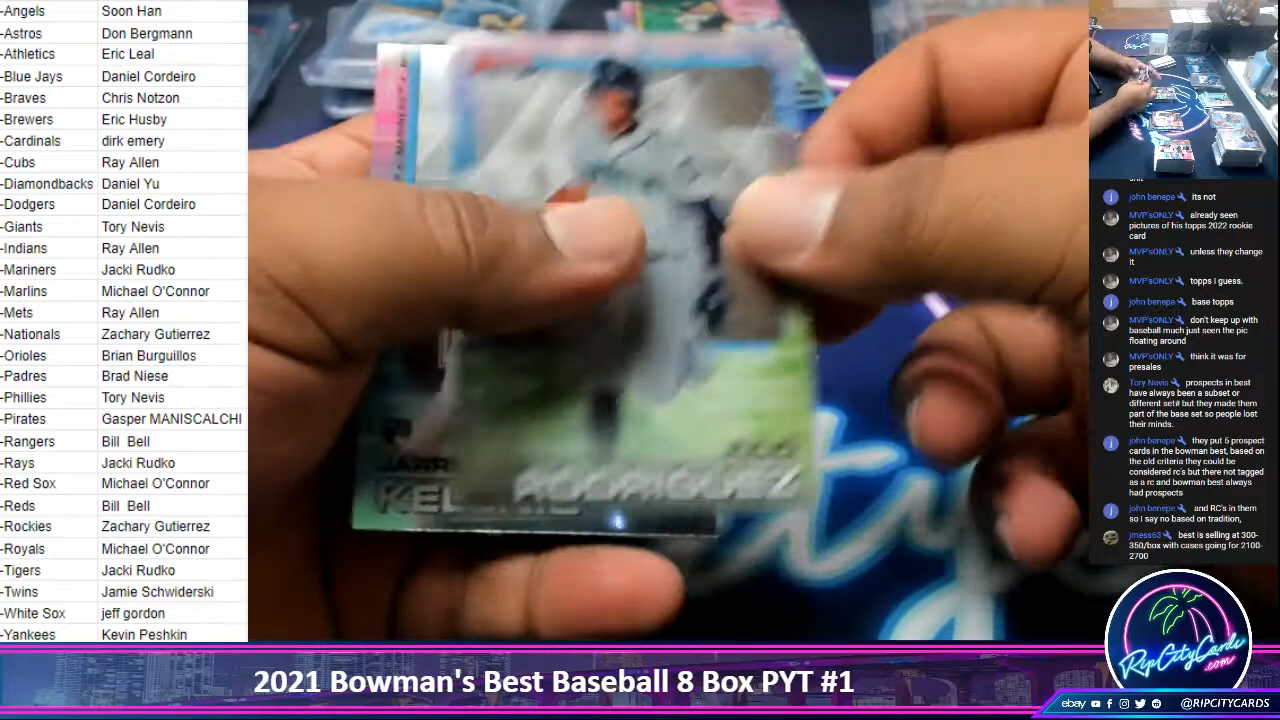 -Angels Soon Han
-Astros Don Bergmann
-Athletics Eric Leal
-Blue Jays Daniel Cordeiro
-Braves Chris Notzon
-Brewers Eric Husby
-Cardinals dirk emery
-Cubs Ray Allen
-Diamondbacks Daniel Yu
-Dodgers Daniel Cordeiro
-Giants Tory Nevis
-Indians Ray Allen
-Mariners Jacki Rudko
-Marlins Michael O'Connor
-Mets Ray Allen
-Nationals Zachary Gutierrez
-Orioles Brian Burguillos
-Padres Brad Niese
-Phillies Tory Nevis
-Pirates Gasper MANISCALCHI
-Rangers Bill Bell
-Rays Jacki Rudko
-Red Sox Michael O'Connor
-Reds Bill Bell
-Rockies Zachary Gutierrez
-Royals Michael O'Connor
-Tigers Jacki Rudko
-Twins Jamie Schwiderski
-White Sox jeff gordon
-Yankees Kevin Peshkin
RODRIGUEZ
j john benepe its not
MVP'sONLY already seen
pictures of his topps 2022 rookie
card
MVP'sONLY unless they change
it
MVP'sONLY topps I guess.
j john benepe base topps
MVP'sONLY don't keep up with
baseball much just seen the pic
floating around
MVP'sONLY think it was for
presales
Tory Nevis prospects in best
have always been a subset or
different set# but they made them
part of the base set so people lost
their minds.
j john benepe they put 5 prospect
cards in the bowman best, based on
the old criteria they could be
considered rc's but there not tagged
as a rc and bowman best always
had prospects
j john benepe and RC's in them
so I say no based on tradition,
jmess63 best is selling at 300-
350/box with cases going for 2100-
2700
RipCityCards
.com
2021 Bowman's Best Baseball 8 Box PYT #1
ebay @RIPCITYCARDS